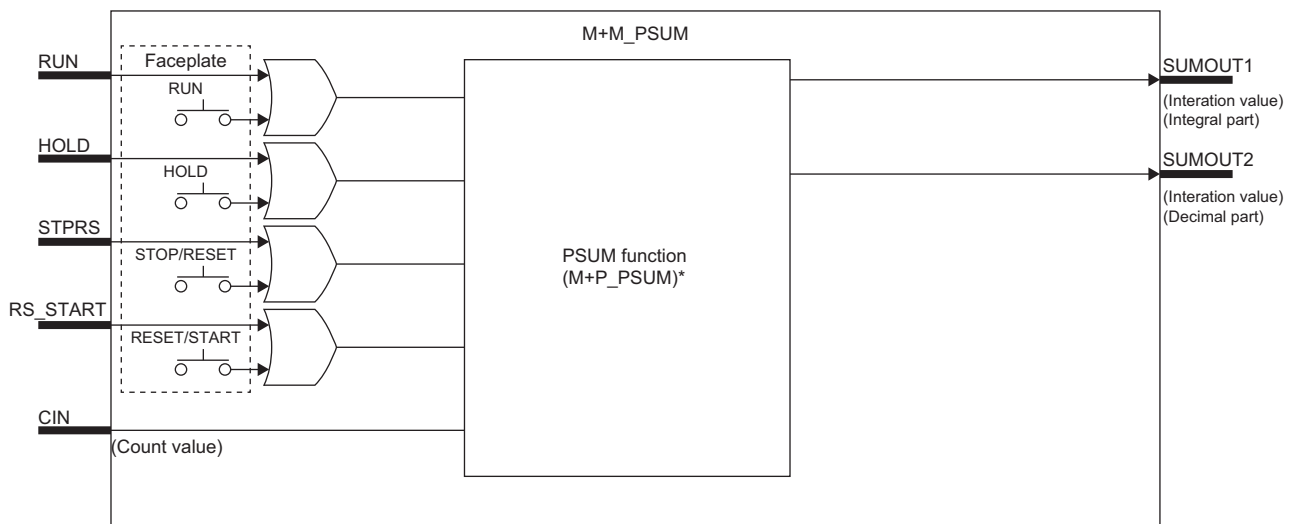 M+M_PSUM
RUN
Faceplate
RUN
HOLD
HOLD
STPRS
STOP/RESET
RS_START
RESET/START
CIN
(Count value)
PSUM function
(M+P_PSUM)*
SUMOUT1
(Interation value)
(Integral part)
SUMOUT2
(Interation value)
(Decimal part)